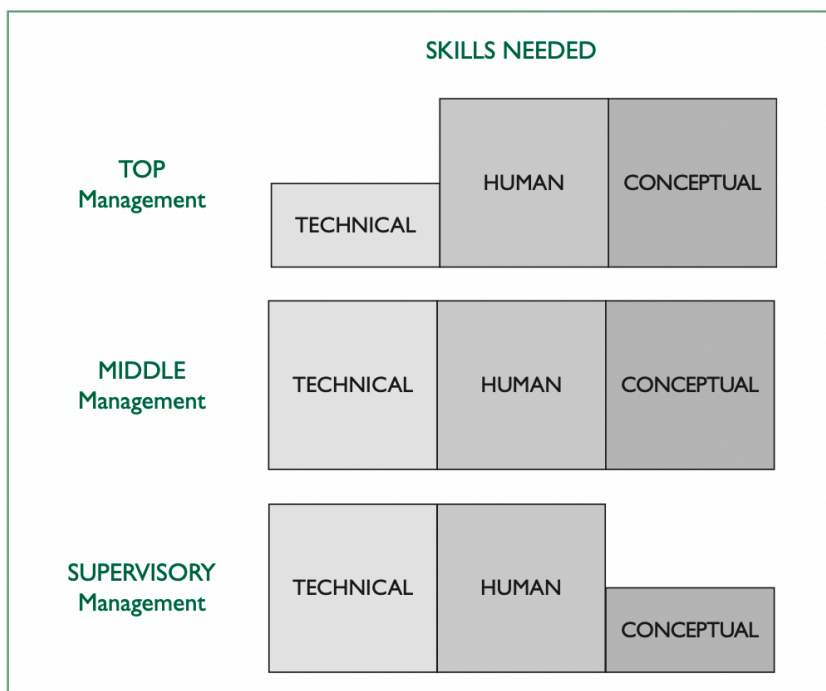 SKILLS NEEDED
TOP
Management
TECHNICAL
HUMAN
CONCEPTUAL
MIDDLE
Management
TECHNICAL
HUMAN
CONCEPTUAL
SUPERVISORY
Management
TECHNICAL
HUMAN
CONCEPTUAL